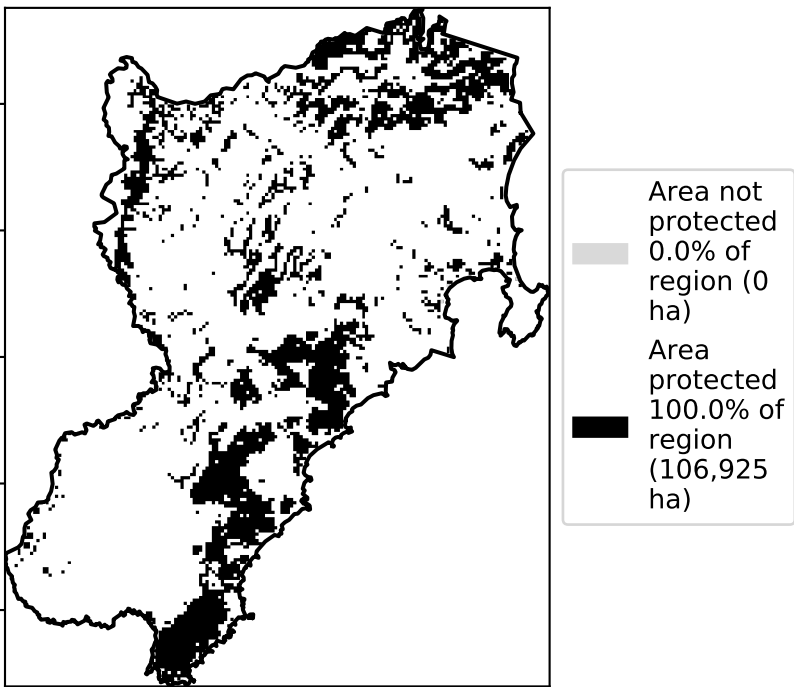 Area not
protected
0.0% of
region (0
ha)
Area
protected
100.0% of
region
(106,925
ha)